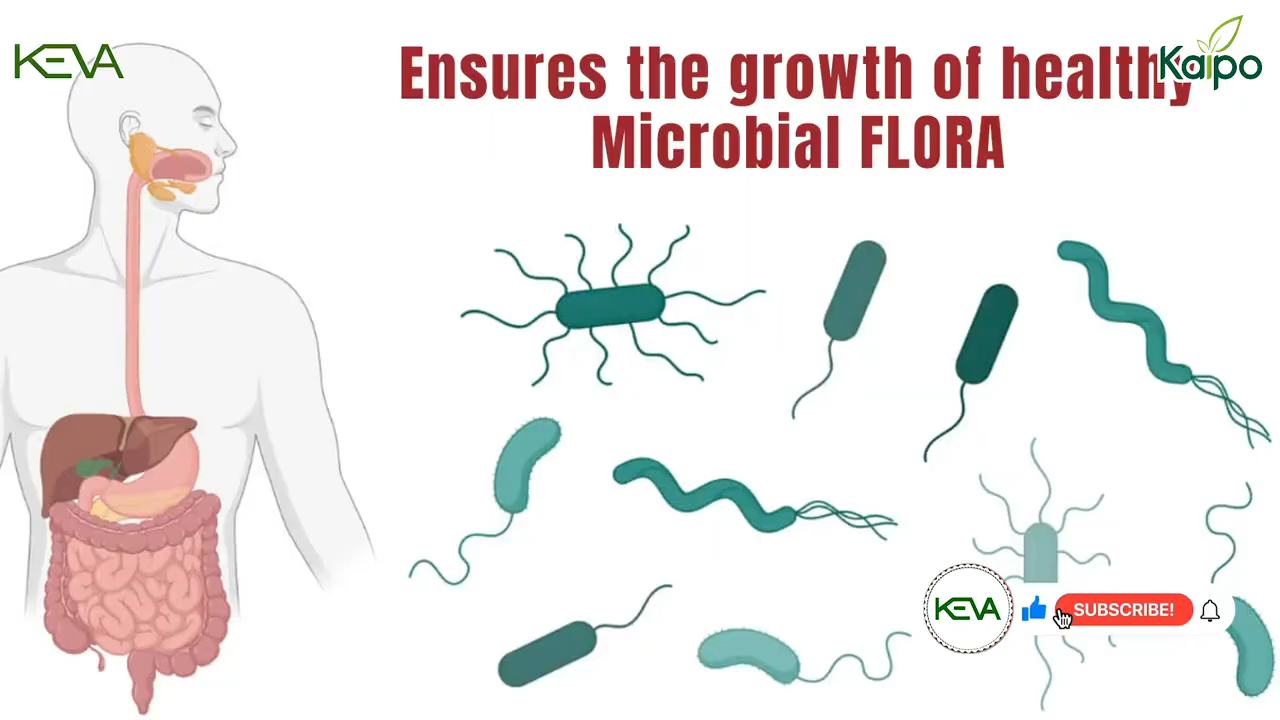 KEVA
Ensures the growth of healthy
Kaipo
Microbial FLORA
KEVA
SUBSCRIBE!